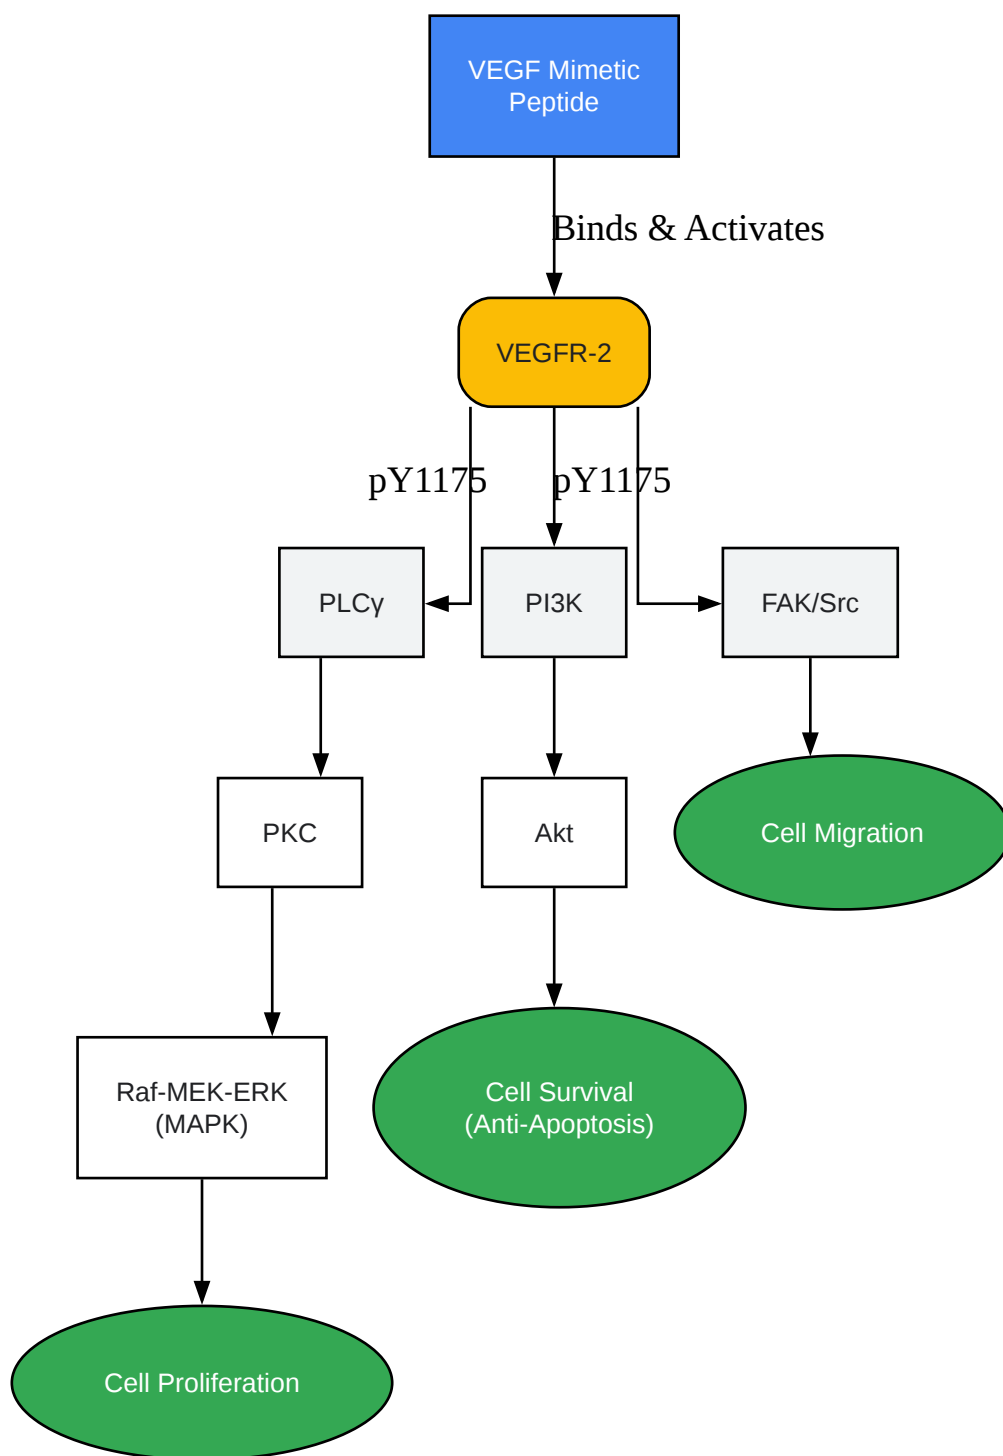 VEGF Mimetic
Peptide
Binds & Activates
VEGFR-2
pY1175
pY1175
PLCγ
PI3K
FAK/Src
PKC
Akt
Cell Migration
Raf-MEK-ERK
(MAPK)
Cell Survival
(Anti-Apoptosis)
Cell Proliferation